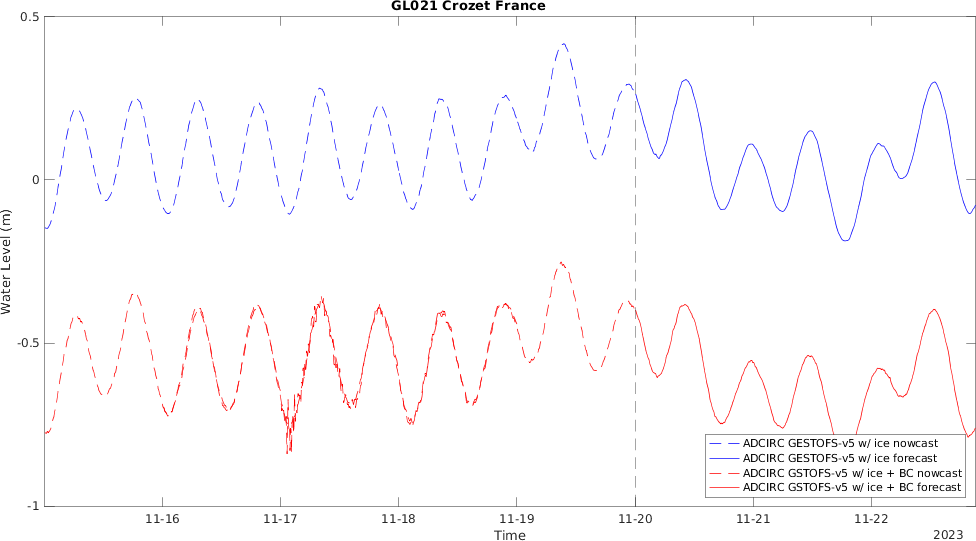 GL021 Crozet France
Water Level (m)
0.5
0
-0.5
-1
ADCIRC GESTOFS-v5 w/ ice nowcast
ADCIRC GESTOFS-v5 w/ ice forecast
ADCIRC GSTOFS-v5 w/ ice + BC nowcast
ADCIRC GSTOFS-v5 w/ ice + BC forecast
11-16 11-17 11-18 11-19 11-20 11-21 11-22
Time
2023